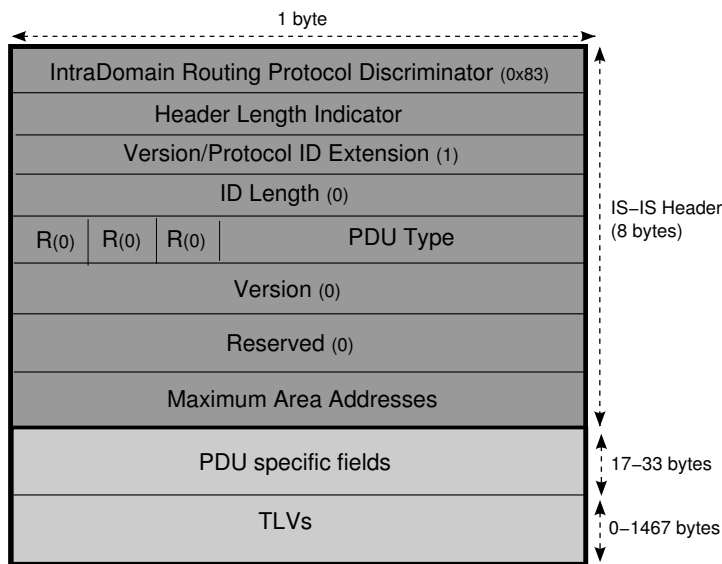 1 byte
IntraDomain Routing Protocol Discriminator (0x83)
Header Length Indicator
Version/Protocol ID Extension (1)
ID Length (0)
R(0) R(0) R(0) PDU Type
Version (0)
Reserved (0)
Maximum Area Addresses
IS−IS Header
(8 bytes)
PDU specific fields
17−33 bytes
TLVs
0−1467 bytes